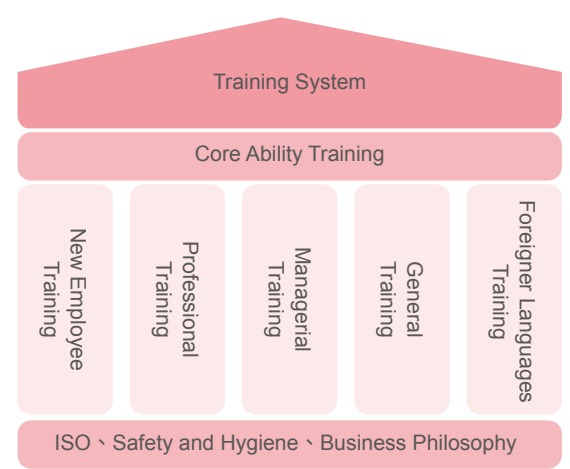 Training System
Core Ability Training
New Employee
Training
Professional
Training
Managerial
Training
General
Training
Foreigner Languages
Training
ISO、Safety and Hygiene、Business Philosophy